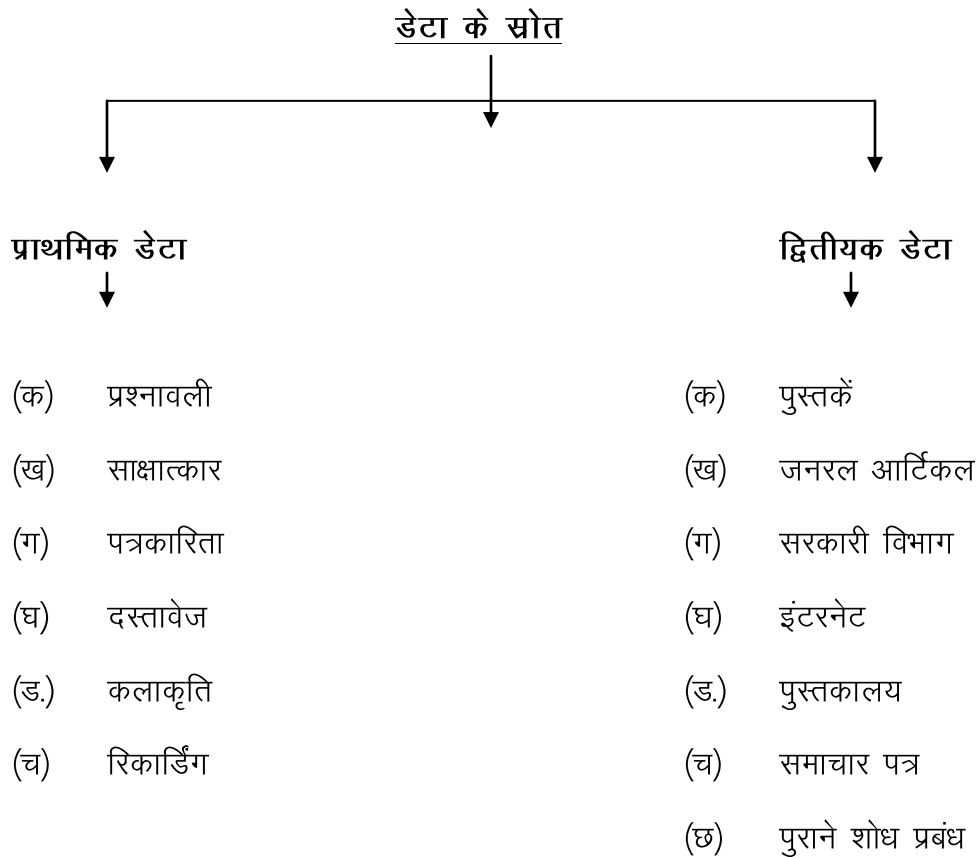 डेटा के स्रोत
प्राथमिक डेटा
(क) प्रश्नावली
(ख) साक्षात्कार
(ग) पत्रकारिता
(घ) दस्तावेज
(ड.) कलाकृति
(च) रिकार्डिंग
द्वितीयक डेटा
(क) पुस्तकें
(ख) जनरल आर्टिकल
(ग) सरकारी विभाग
(घ) इंटरनेट
(ड.) पुस्तकालय
(च) समाचार पत्र
(छ) पुराने शोध प्रबंध